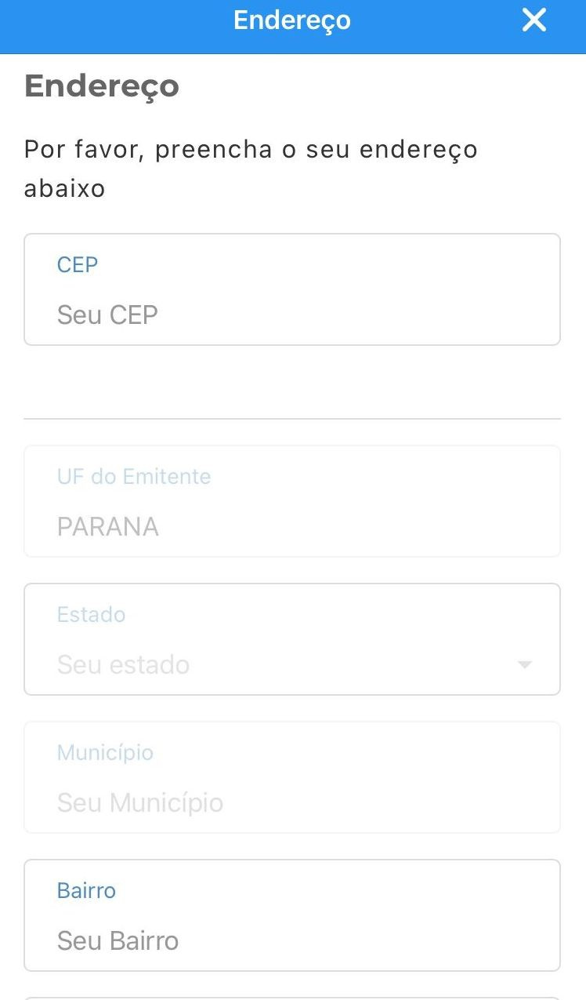 Endereço
Endereço
Por favor, preencha o seu endereço
abaixo
CEP
Seu CEP
UF do Emitente
PARANA
Estado
Seu estado
Município
Seu Município
Bairro
Seu Bairro